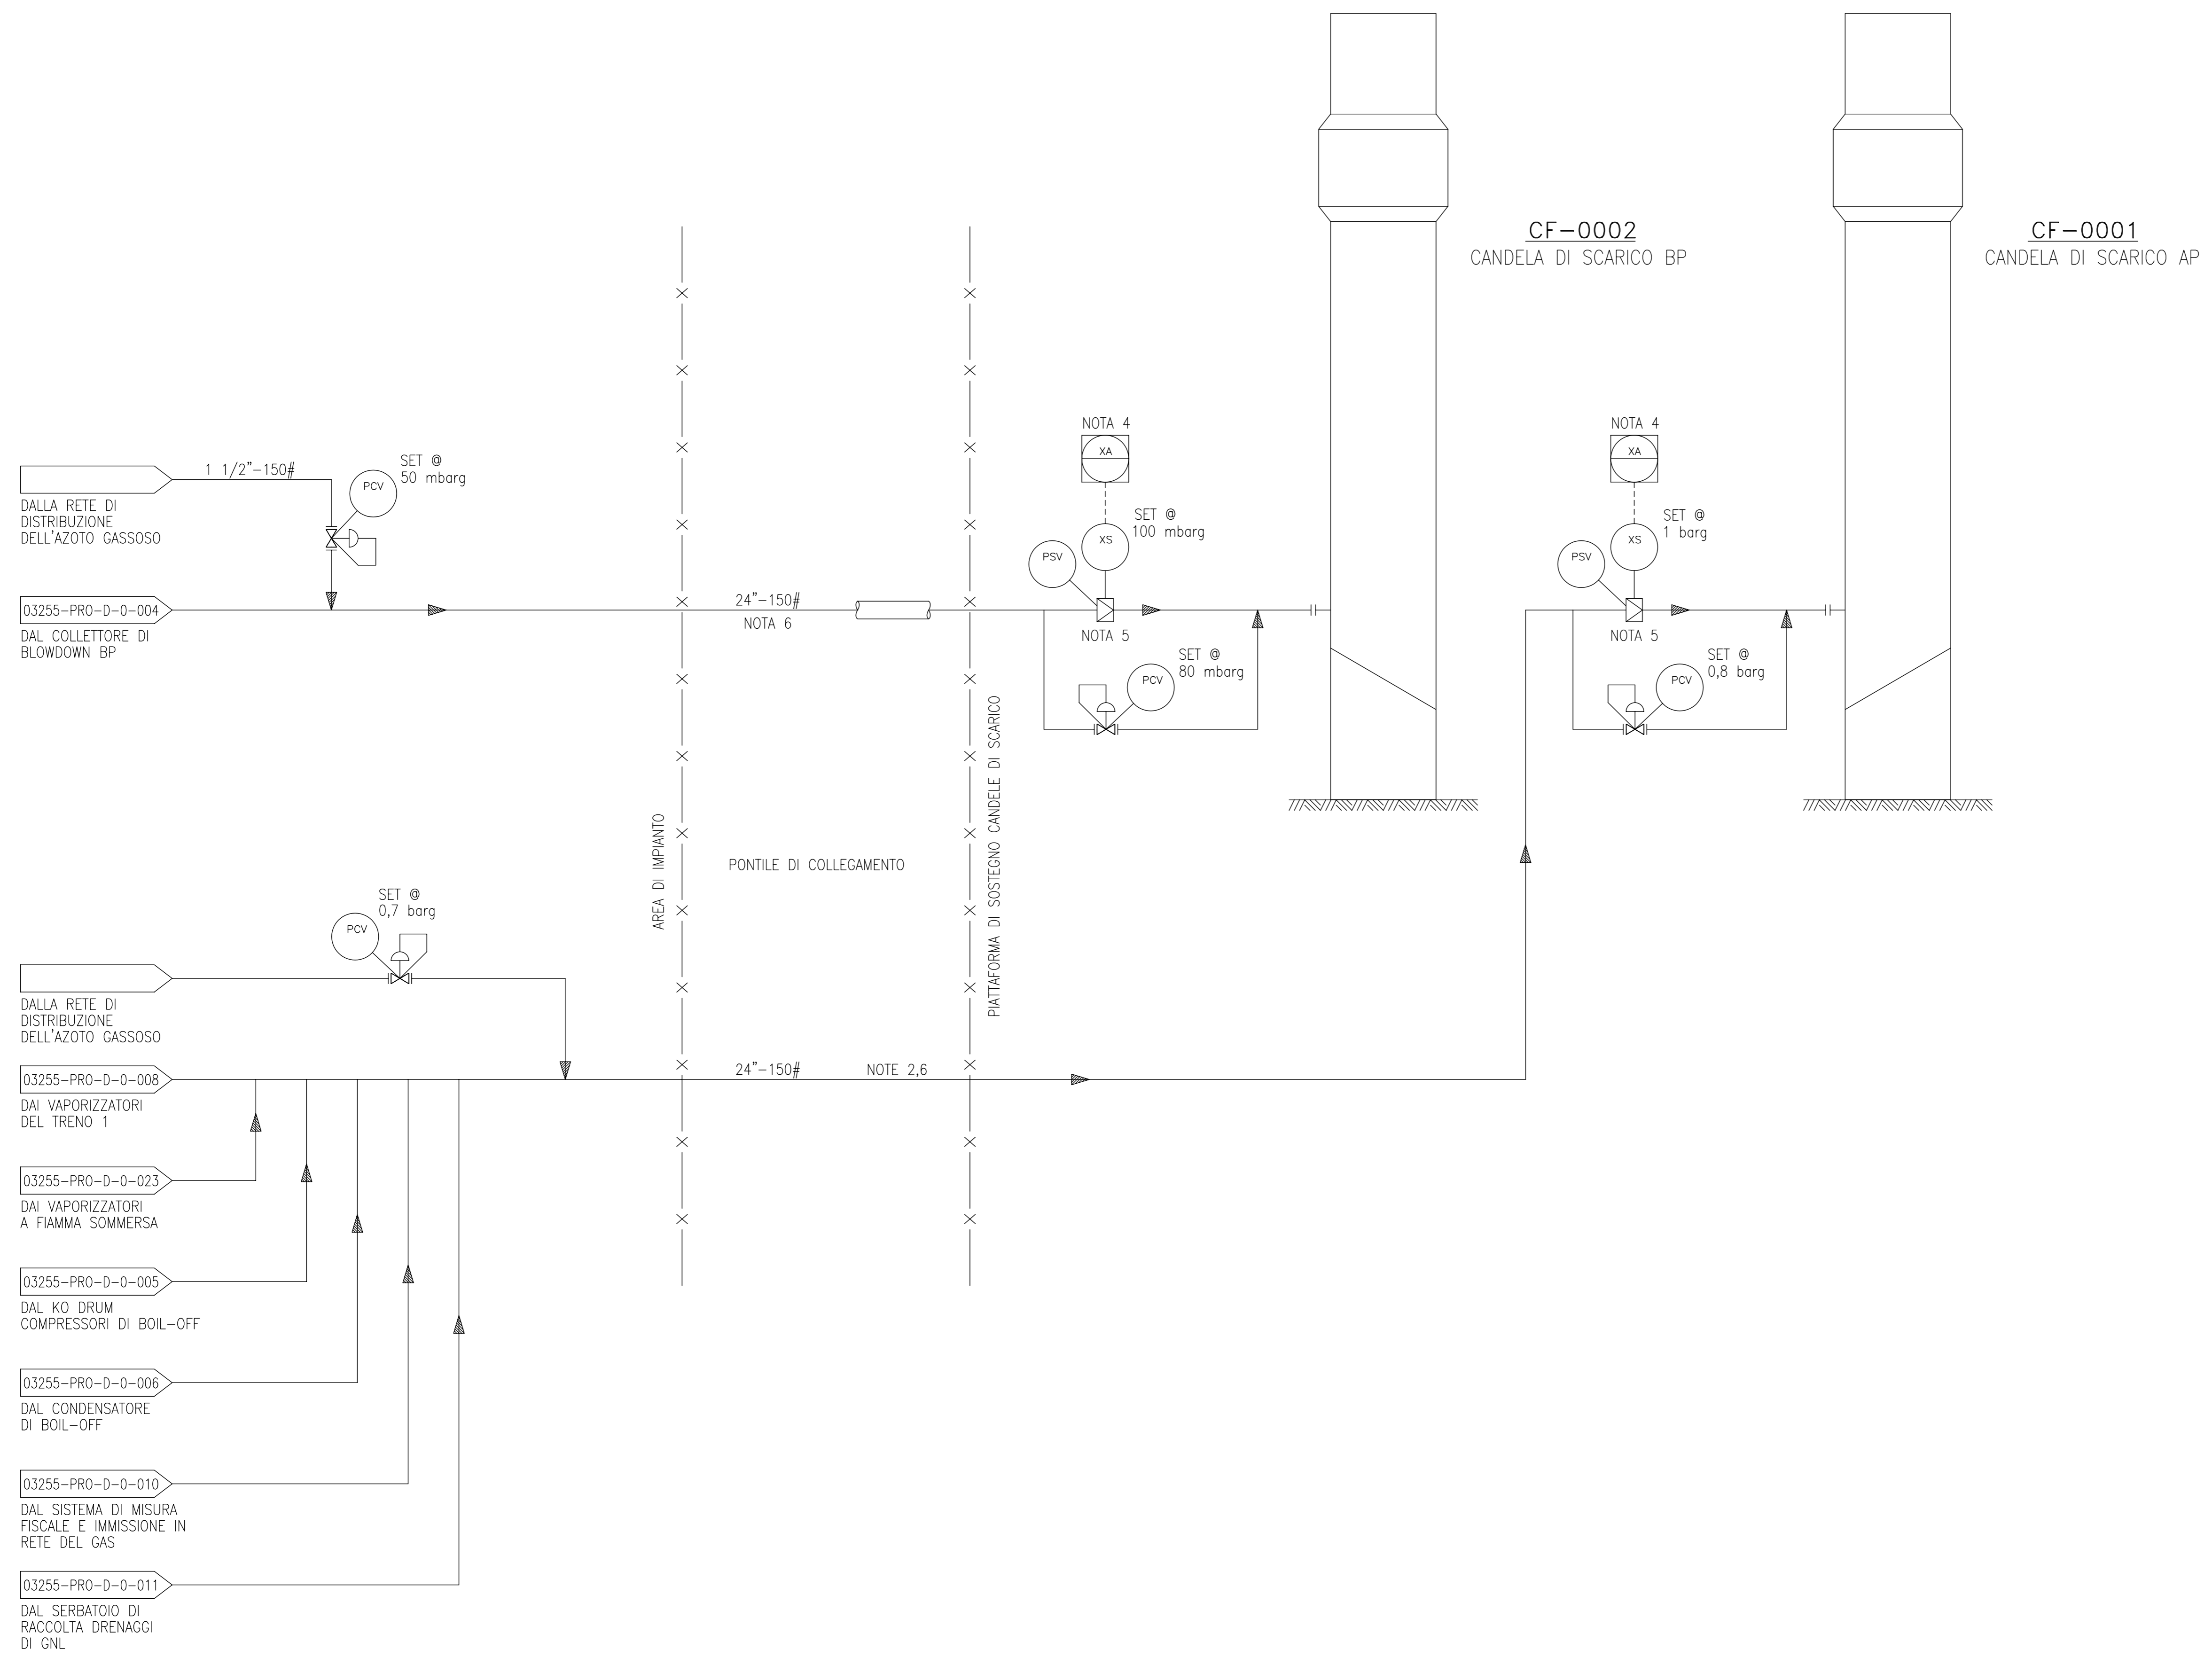 CF-0002
CANDELA DI SCARICO BP
CF-0001
CANDELA DI SCARICO AP
1 1/2"-150#
PCV
SET @
50 mbarg
DALLA RETE DI
DISTRIBUZIONE
DELL'AZOTO GASSOSO
03255-PRO-D-0-004
DAL COLLETTORE DI
BLOWDOWN BP
24"-150#
NOTA 6
NOTA 4
XA
SET @
100 mbarg
XS
PSV
NOTA 5
SET @
80 mbarg
PCV
NOTA 4
XA
SET @
1 barg
XS
PSV
NOTA 5
SET @
0,8 barg
PCV
AREA DI IMPIANTO
PONTILE DI COLLEGAMENTO
PIATTAFORMA DI SOSTEGNO CANDELE DI SCARICO
SET @
0,7 barg
PCV
DALLA RETE DI
DISTRIBUZIONE
DELL'AZOTO GASSOSO
03255-PRO-D-0-008
24"-150#
NOTE 2,6
DAI VAPORIZZATORI
DEL TRENO 1
03255-PRO-D-0-023
DAI VAPORIZZATORI
A FIAMMA SOMMERSA
03255-PRO-D-0-005
DAL KO DRUM
COMPRESSORI DI BOIL-OFF
03255-PRO-D-0-006
DAL CONDENSATORE
DI BOIL-OFF
03255-PRO-D-0-010
DAL SISTEMA DI MISURA
FISCALE E IMMISSIONE IN
RETE DEL GAS
03255-PRO-D-0-011
DAL SERBATOIO DI
RACCOLTA DRENAGGI
DI GNL